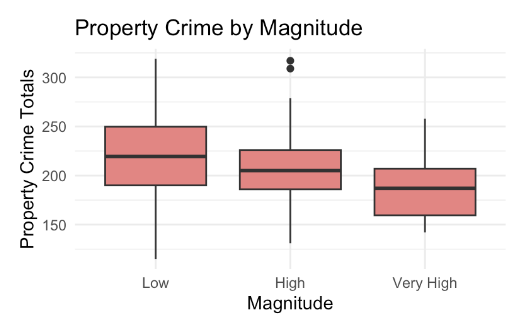 Property Crime by Magnitude
Property Crime Totals
300
250
200
150
Low High Very High
Magnitude